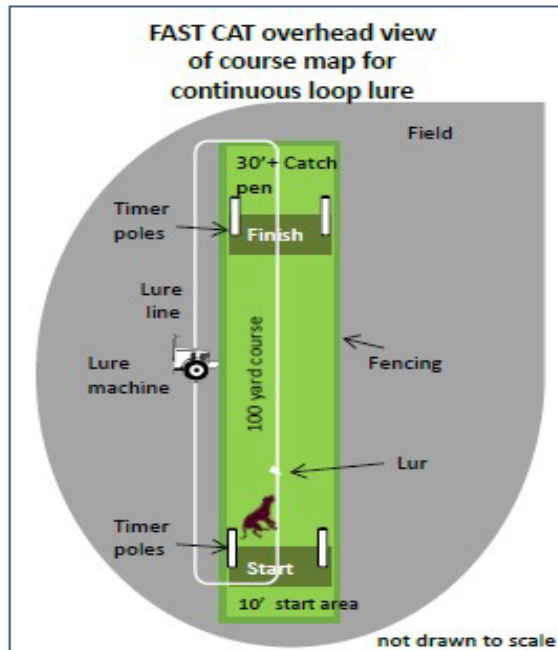 FAST CAT overhead view
of course map for
continuous loop lure
Field
30'+ Catch
pen
Timer
poles
Finish
Lure
line
Lure
machine
100 yard course
Fencing
Lur
Timer
poles
Start
10' start area
not drawn to scale